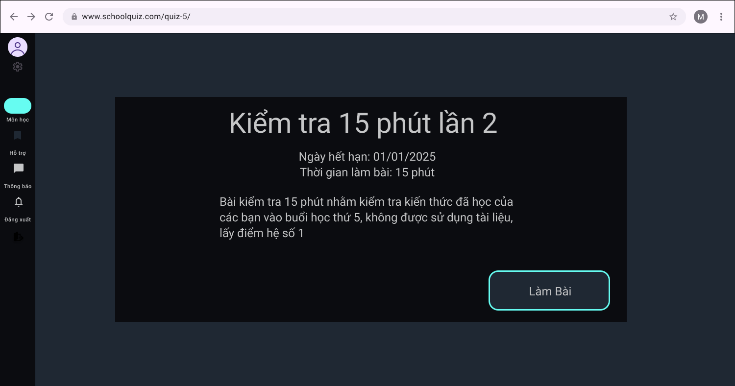 www.schoolquiz.com/quiz-5/
M
Môn học
Hỗ trợ
Thông báo
Đăng xuất
Kiểm tra 15 phút lần 2
Ngày hết hạn: 01/01/2025
Thời gian làm bài: 15 phút
Bài kiểm tra 15 phút nhằm kiểm tra kiến thức đã học của
các bạn vào buổi học thứ 5, không được sử dụng tài liệu,
lấy điểm hệ số 1
Làm Bài